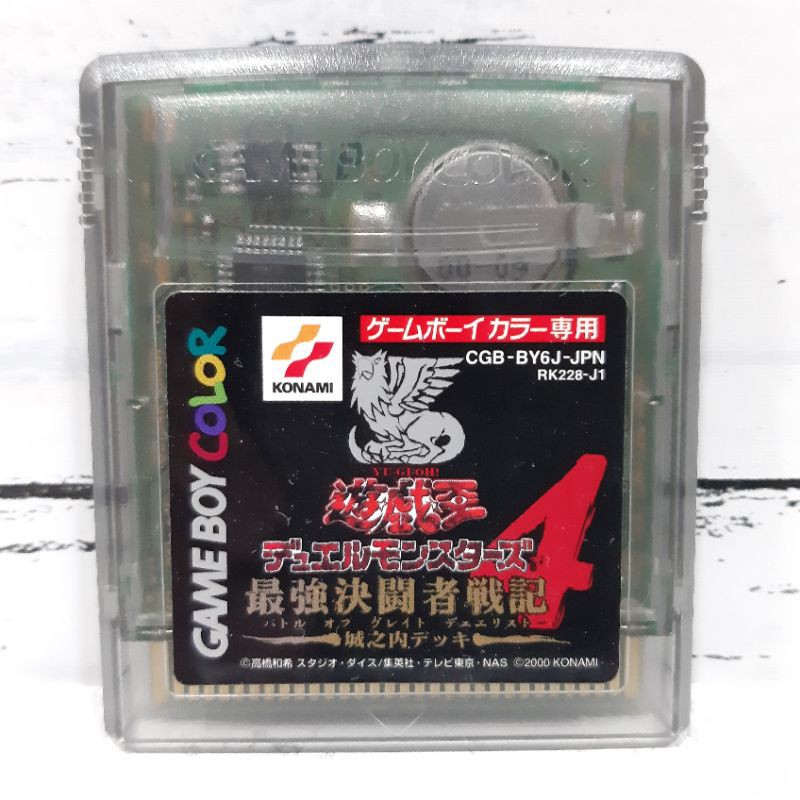 GAME BOY COLOR
00-09
GAME BOY COLOR
KONAMI
ゲームボーイカラー専用
CGB-BY6J-JPN
RK228-J1
YU-GI-OH!
遊戯王
デュエルモンスターズ 4
最強決闘者戦記
バトル オブ グレイト デュエリスト
城之内デッキ
©高橋和希 スタジオ・ダイス/集英社・テレビ東京・NAS ©2000 KONAMI